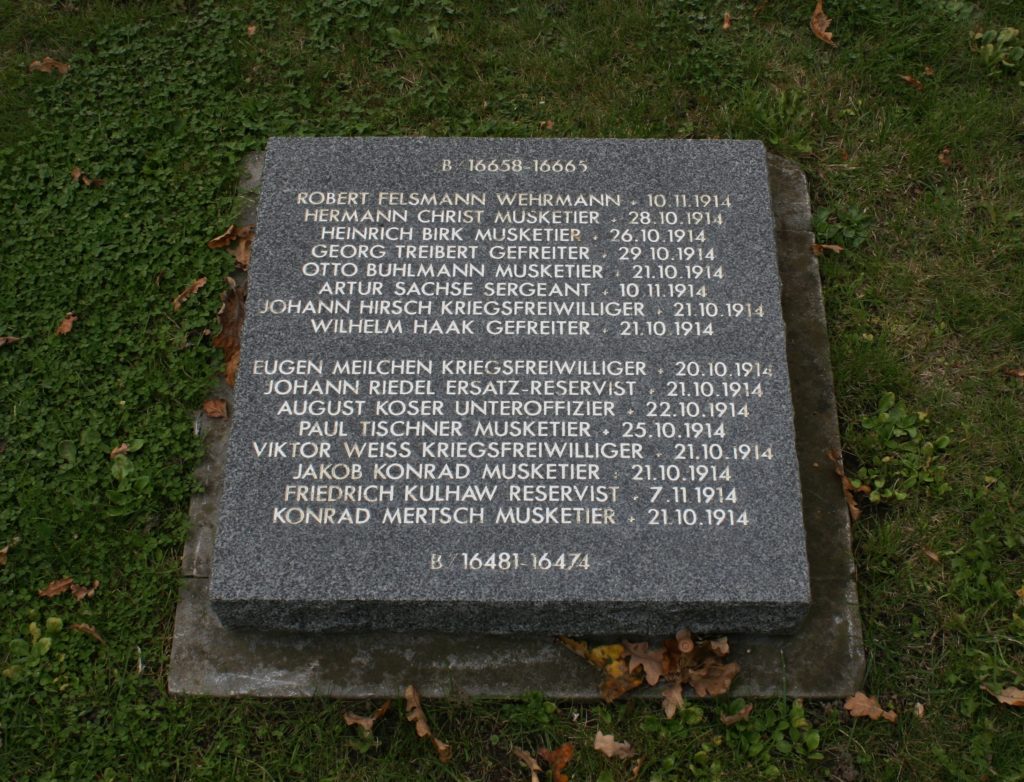 B 16658-16665
ROBERT FELSMANN WEHRMANN + 10.11.1914
HERMANN CHRIST MUSKETIER + 28.10.1914
HEINRICH BIRK MUSKETIER + 26.10.1914
GEORG TREIBERT GEFREITER + 29.10.1914
OTTO BUHLMANN MUSKETIER + 21.10.1914
ARTUR SACHSE SERGEANT + 10.11.1914
JOHANN HIRSCH KRIEGSFREIWILLIGER + 21.10.1914
WILHELM HAAK GEFREITER + 21.10.1914
EUGEN MEILCHEN KRIEGSFREIWILLIGER + 20.10.1914
JOHANN RIEDEL ERSATZ-RESERVIST + 21.10.1914
AUGUST KOSER UNTEROFFIZIER + 22.10.1914
PAUL TISCHNER MUSKETIER + 25.10.1914
VIKTOR WEISS KRIEGSFREIWILLIGER + 21.10.1914
JAKOB KONRAD MUSKETIER + 21.10.1914
FRIEDRICH KULHAW RESERVIST + 7.11.1914
KONRAD MERTSCH MUSKETIER + 21.10.1914
B 16481-16474